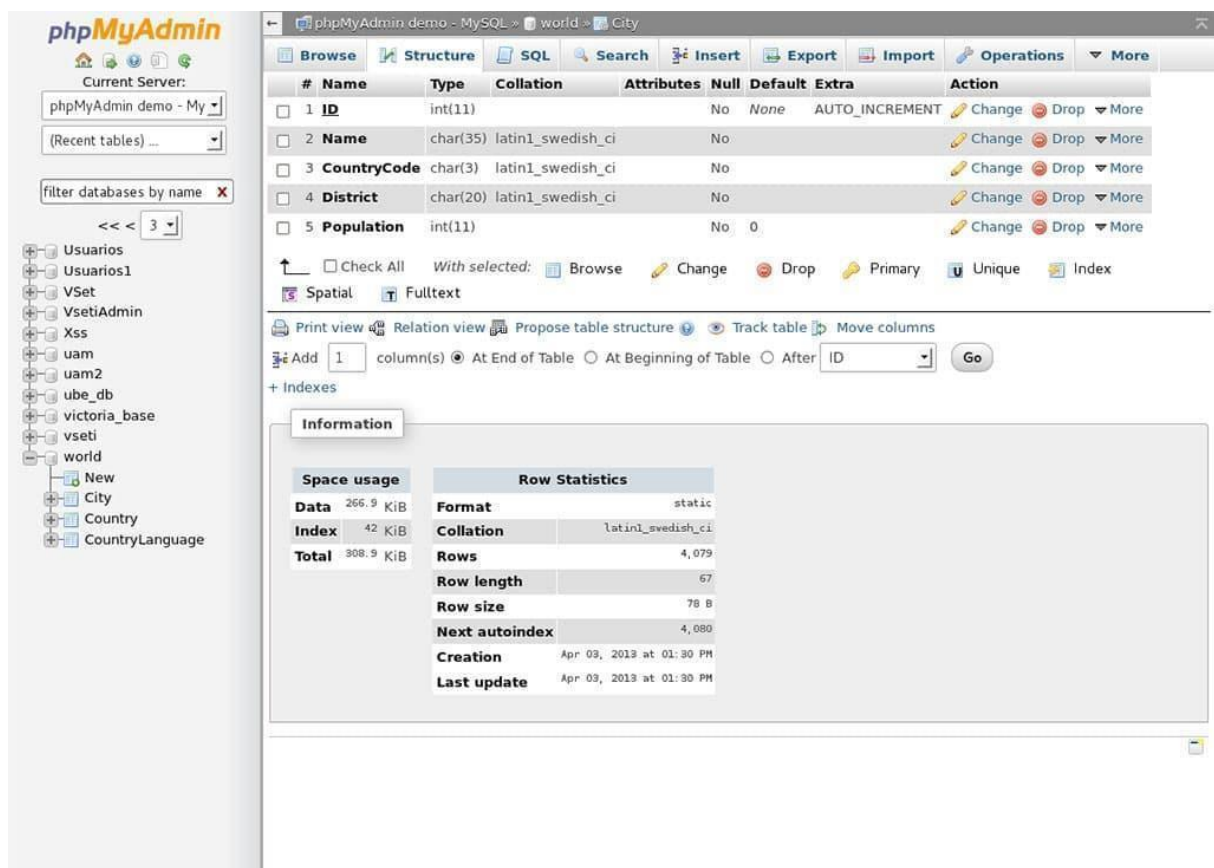 phpMyAdmin
Current Server:
phpMyAdmin demo - My
(Recent tables) ...
filter databases by name X
<< < 3
Usuarios
Usuarios1
VSet
VsetiAdmin
Xss
uam
uam2
ube_db
victoria_base
vseti
world
New
City
Country
CountryLanguage
phpMyAdmin demo - MySQL » world » City
Browse Structure SQL Search Insert Export Import Operations More
# Name Type Collation Attributes Null Default Extra Action
1 ID int(11) No None AUTO_INCREMENT Change Drop More
2 Name char(35) latin1_swedish_ci No Change Drop More
3 CountryCode char(3) latin1_swedish_ci No Change Drop More
4 District char(20) latin1_swedish_ci No Change Drop More
5 Population int(11) No 0 Change Drop More
Check All With selected: Browse Change Drop Primary U Unique Index
S Spatial T Fulltext
Print view Relation view Propose table structure Track table Move columns
Add 1 column(s) At End of Table At Beginning of Table After ID Go
+ Indexes
Information
Space usage
Data 266.9 KiB
Index 42 KiB
Total 308.9 KiB
Row Statistics
Format static
Collation latin1_swedish_ci
Rows 4,079
Row length 67
Row size 78 B
Next autoindex 4,080
Creation Apr 03, 2013 at 01:30 PM
Last update Apr 03, 2013 at 01:30 PM